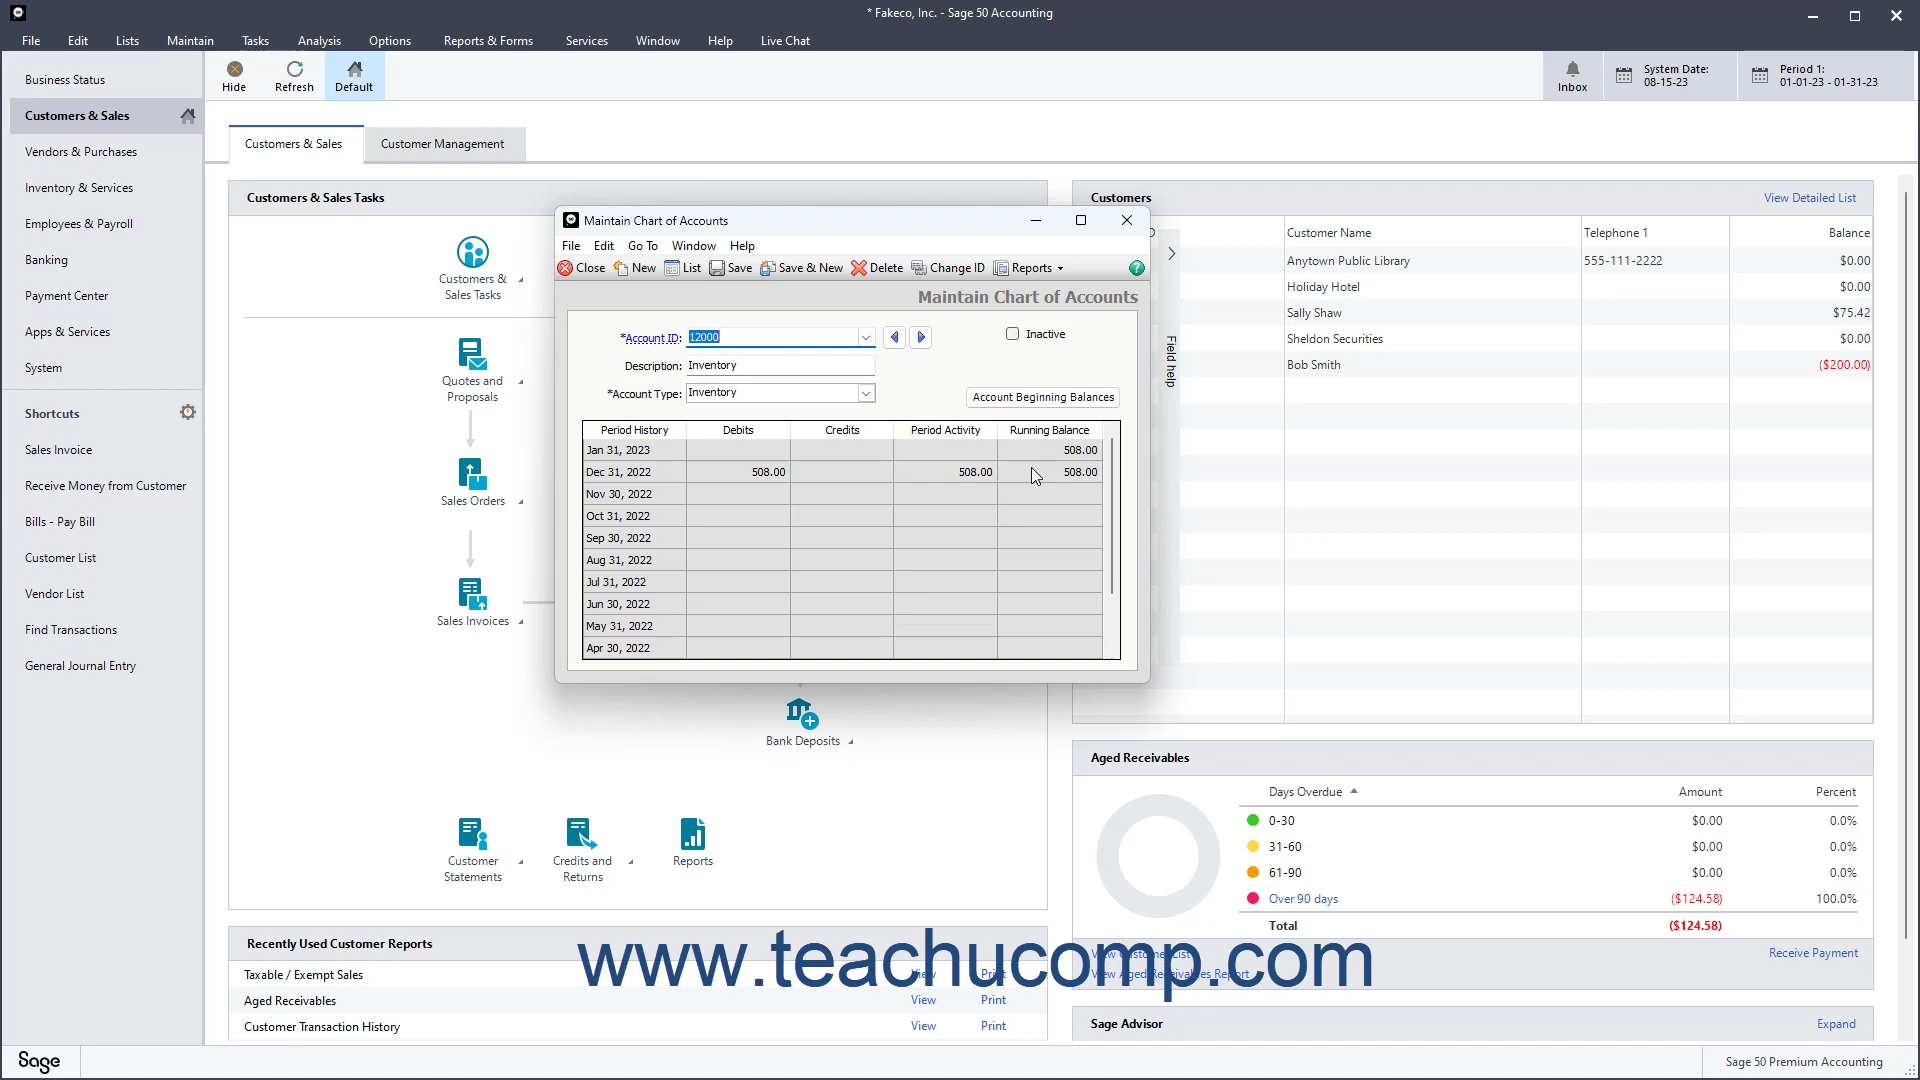 * Fakeco, Inc. - Sage 50 Accounting
File Edit Lists Maintain Tasks Analysis Options Reports & Forms Services Window Help Live Chat
Business Status
Customers & Sales
Vendors & Purchases
Inventory & Services
Employees & Payroll
Banking
Payment Center
Apps & Services
System
Shortcuts
Sales Invoice
Receive Money from Customer
Bills - Pay Bill
Customer List
Vendor List
Find Transactions
General Journal Entry
Hide Refresh Default
Inbox
System Date:
08-15-23
Period 1:
01-01-23 - 01-31-23
Customers & Sales Customer Management
Customers & Sales Tasks
Customers &
Sales Tasks
Quotes and
Proposals
Sales Orders
Sales Invoices
Bank Deposits
Customer
Statements
Credits and
Returns
Reports
Maintain Chart of Accounts
File Edit Go To Window Help
Close New List Save Save & New Delete Change ID Reports
?
Maintain Chart of Accounts
*Account ID: 12000
Inactive
Description: Inventory
*Account Type: Inventory
Account Beginning Balances
Period History Debits Credits Period Activity Running Balance
Jan 31, 2023 508.00
Dec 31, 2022 508.00 508.00 508.00
Nov 30, 2022
Oct 31, 2022
Sep 30, 2022
Aug 31, 2022
Jul 31, 2022
Jun 30, 2022
May 31, 2022
Apr 30, 2022
Field help
Customers View Detailed List
Customer Name Telephone 1 Balance
Anytown Public Library 555-111-2222 $0.00
Holiday Hotel $0.00
Sally Shaw $75.42
Sheldon Securities $0.00
Bob Smith ($200.00)
Aged Receivables
Days Overdue Amount Percent
0-30 $0.00 0.0%
31-60 $0.00 0.0%
61-90 $0.00 0.0%
Over 90 days ($124.58) 100.0%
Total ($124.58)
View Customer List Receive Payment
View Aged Receivables Report
Recently Used Customer Reports
Taxable / Exempt Sales View Print
Aged Receivables View Print
Customer Transaction History View Print
www.teachucomp.com
Sage Advisor Expand
Sage
Sage 50 Premium Accounting